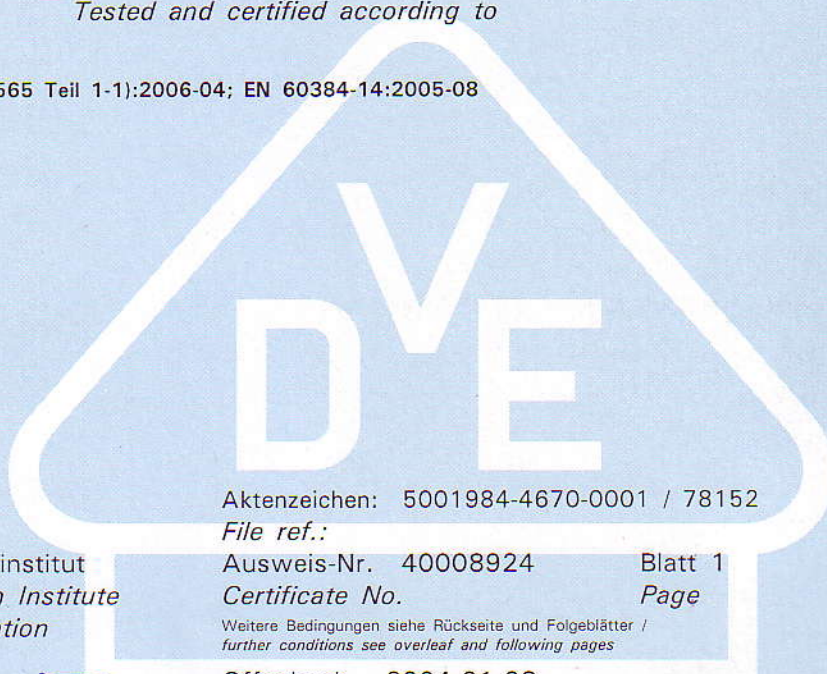 Tested and certified according to
565 Teil 1-1):2006-04; EN 60384-14:2005-08
VDE
Aktenzeichen: 5001984-4670-0001 / 78152
File ref.:
institut Ausweis-Nr. 40008924 Blatt 1
Institute Certificate No. Page
Weitere Bedingungen siehe Rückseite und Folgeblätter /
further conditions see overleaf and following pages